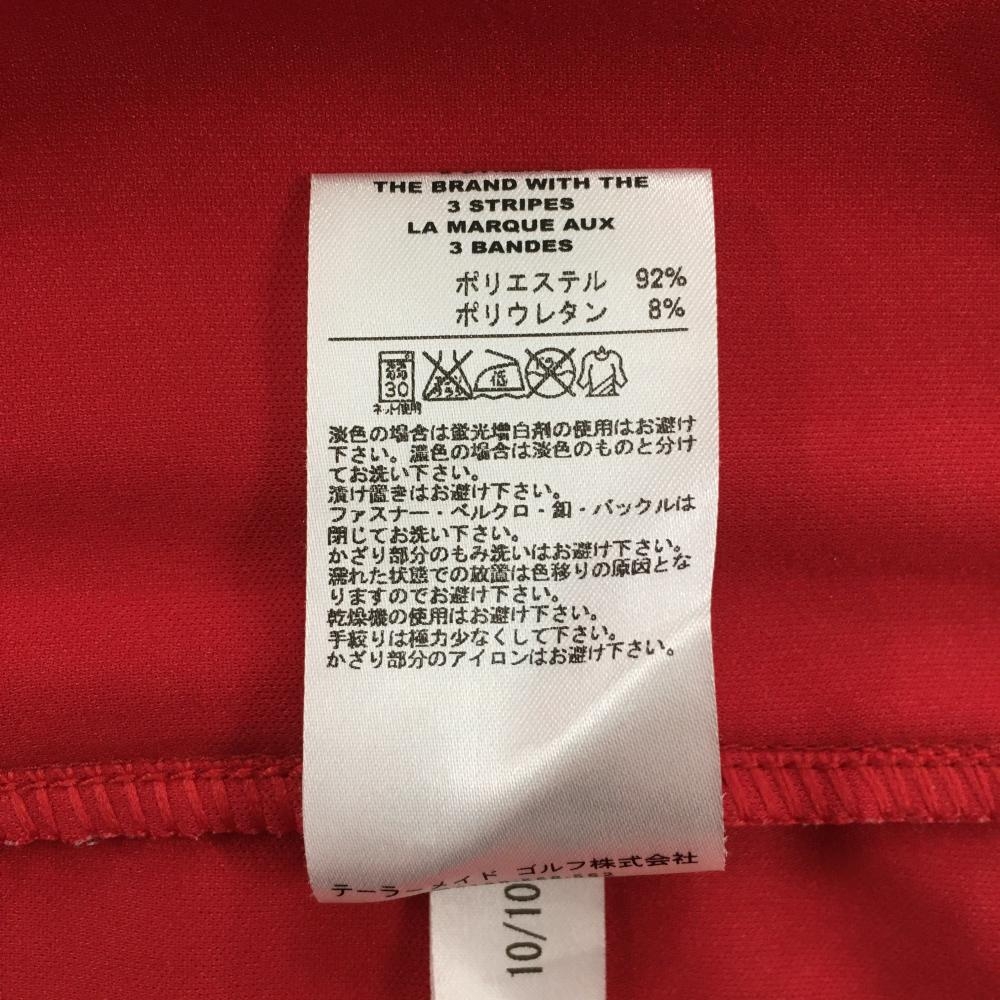 THE BRAND WITH THE
3 STRIPES
LA MARQUE AUX
3 BANDES
ポリエステル 92%
ポリウレタン 8%
弱
30
低
ネット使用
淡色の場合は蛍光増白剤の使用はお避け
下さい。濃色の場合は淡色のものと分け
てお洗い下さい。
漬け置きはお避け下さい。
ファスナー・ベルクロ・釦・バックルは
閉じてお洗い下さい。
かざり部分のもみ洗いはお避け下さい。
濡れた状態での放置は色移りの原因とな
りますのでお避け下さい。
乾燥機の使用はお避け下さい。
手絞りは極力少なくして下さい。
かざり部分のアイロンはお避け下さい。
テーラーメイド ゴルフ株式会社
10/10